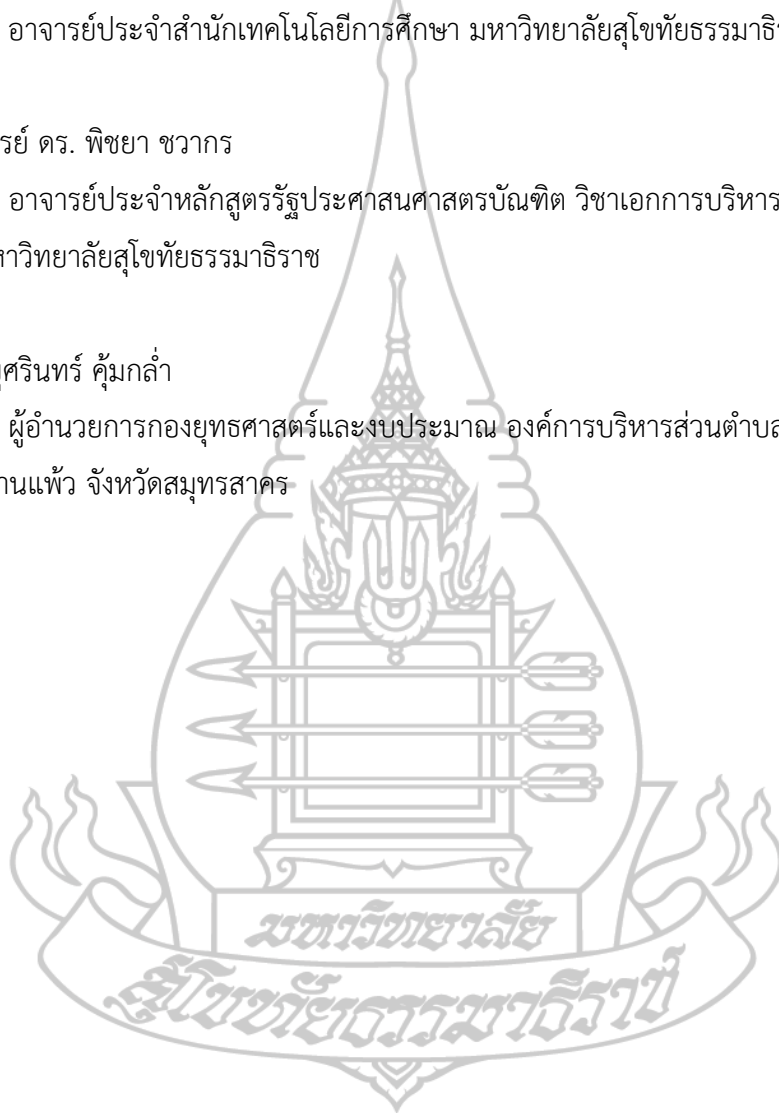 อาจารย์ประจำสำนักเทคโนโลยีการศึกษา มหาวิทยาลัยสุโขทัยธรรมาธิ
รย์ ดร. พิชยา ชวากร
อาจารย์ประจำหลักสูตรรัฐประศาสนศาสตรบัณฑิต วิชาเอกการบริหาร
หาวิทยาลัยสุโขทัยธรรมาธิราช
ศรินทร์ คุ้มกล่ำ
ผู้อำนวยการกองยุทธศาสตร์และงบประมาณ องค์การบริหารส่วนตำบล
านแพ้ว จังหวัดสมุทรสาคร
มหาวิทยาลัย
สุโขทัยธรรมาธิราช